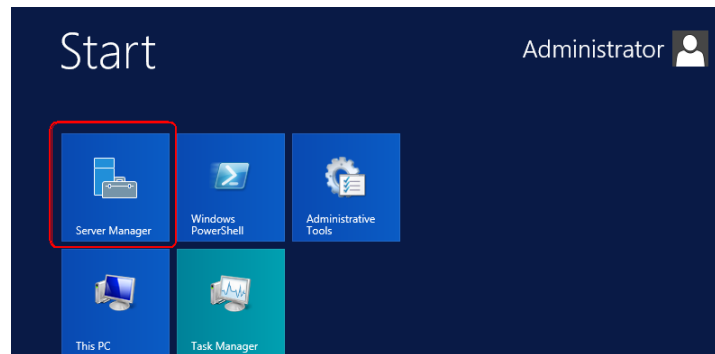 Start
Administrator
Server Manager
Windows
PowerShell
Administrative
Tools
This PC
Task Manager